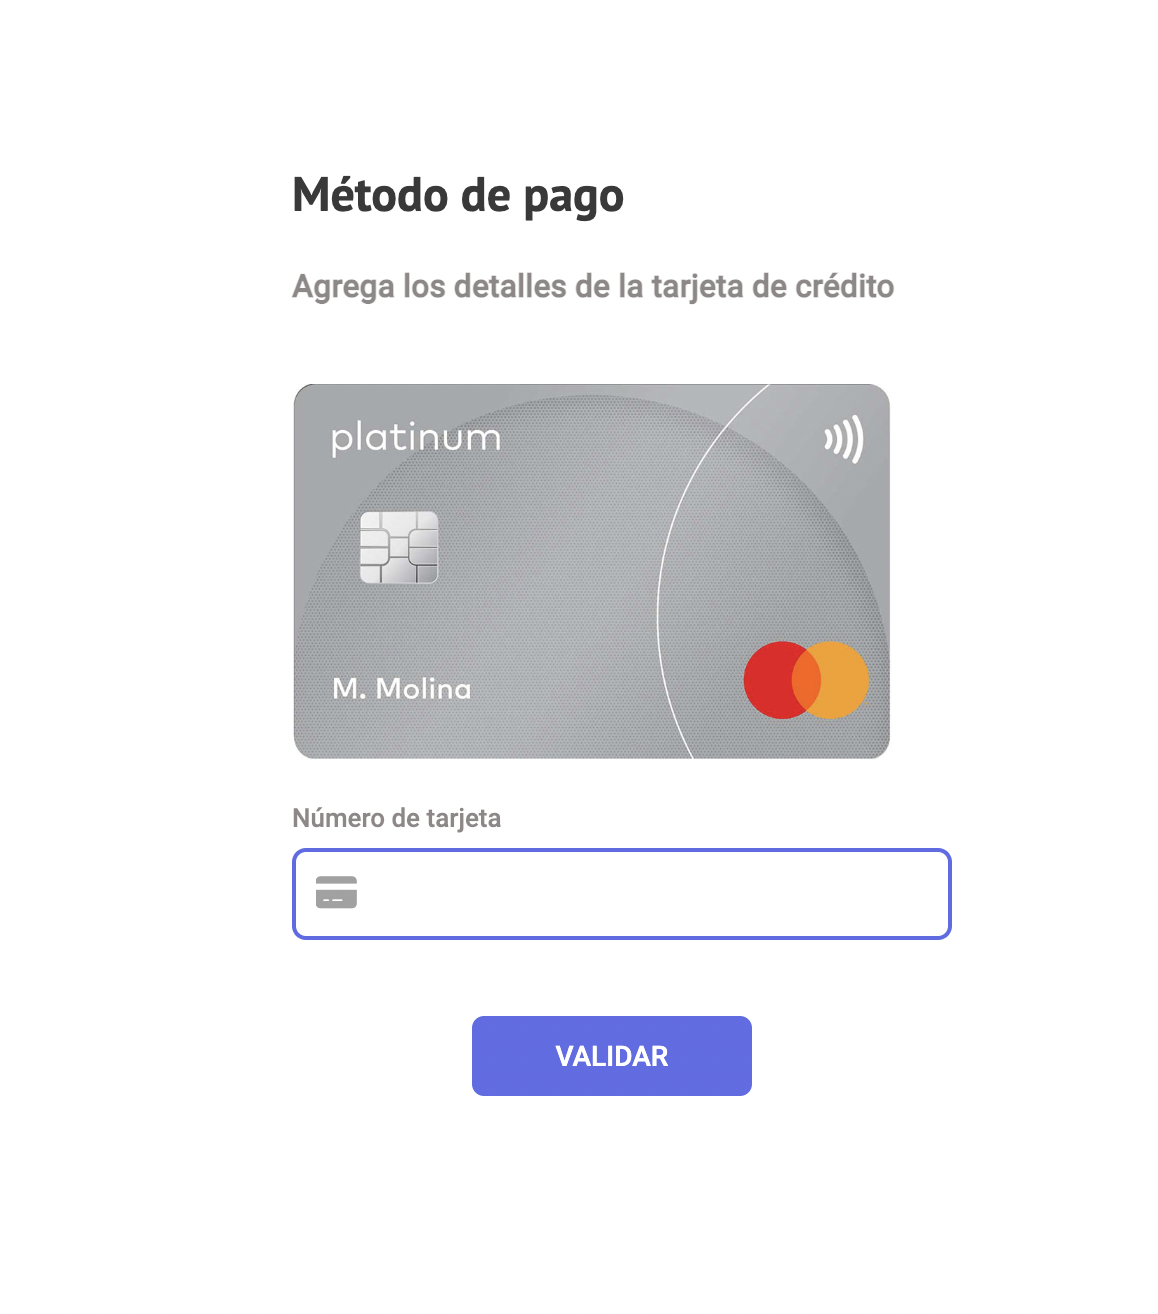 Método de pago
Agrega los detalles de la tarjeta de crédito
platinum
M. Molina
Número de tarjeta
VALIDAR